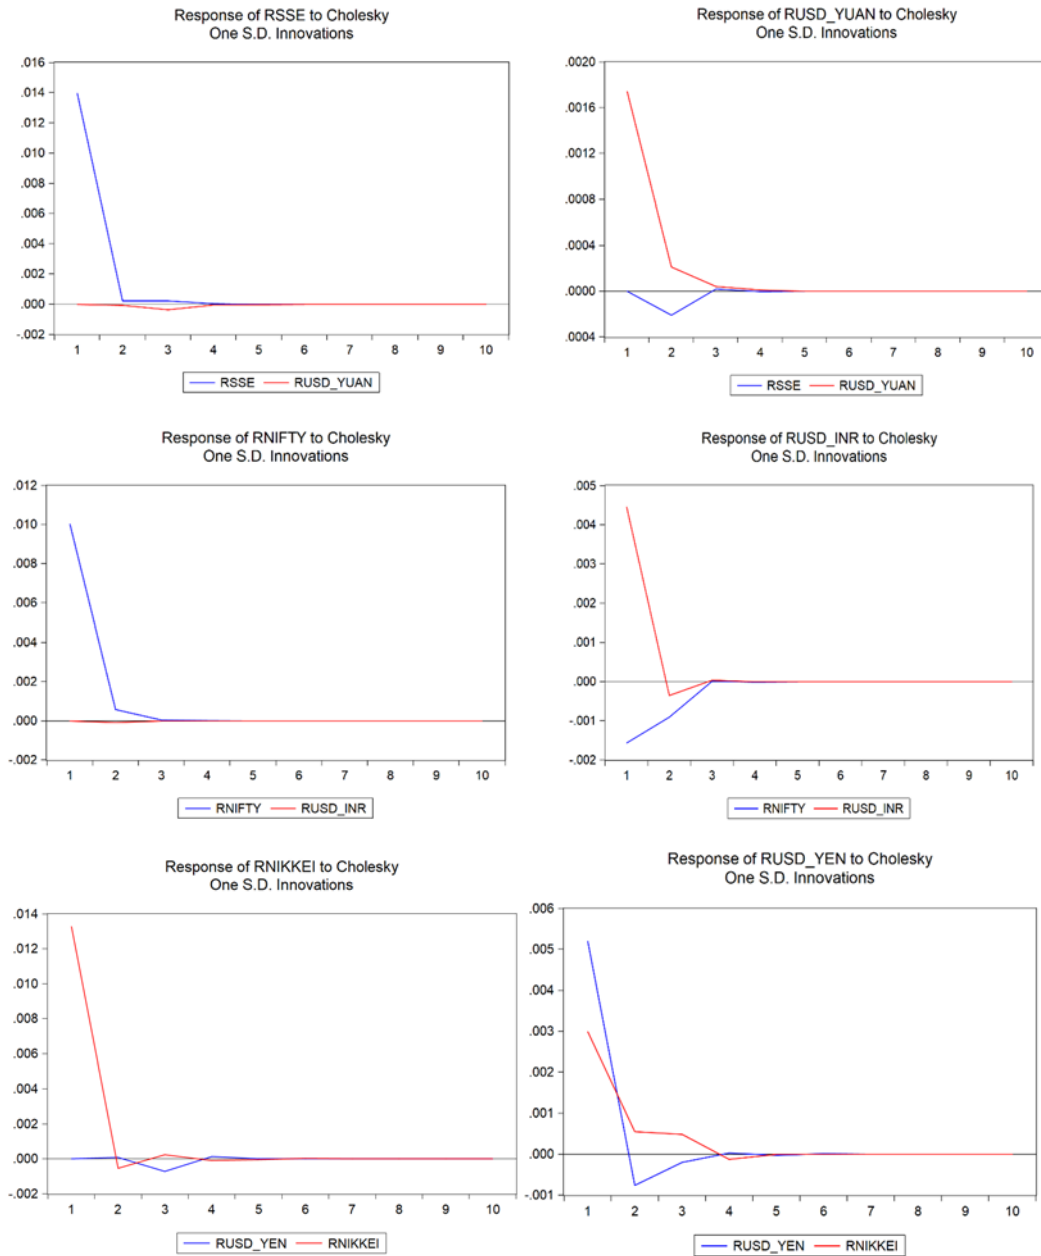 Response of RSSE to Cholesky
One S.D. Innovations
.016
.014
.012
.010
.008
.006
.004
.002
.000
-.002
1 2 3 4 5 6 7 8 9 10
RSSE RUSD_YUAN
Response of RUSD_YUAN to Cholesky
One S.D. Innovations
.0020
.0016
.0012
.0008
.0004
.0000
.0004
1 2 3 4 5 6 7 8 9 10
RSSE RUSD_YUAN
Response of RNIFTY to Cholesky
One S.D. Innovations
.012
.010
.008
.006
.004
.002
.000
-.002
1 2 3 4 5 6 7 8 9 10
RNIFTY RUSD_INR
Response of RUSD_INR to Cholesky
One S.D. Innovations
.005
.004
.003
.002
.001
.000
-.001
-.002
1 2 3 4 5 6 7 8 9 10
RNIFTY RUSD_INR
Response of RNIKKEI to Cholesky
One S.D. Innovations
.014
.012
.010
.008
.006
.004
.002
.000
-.002
1 2 3 4 5 6 7 8 9 10
RUSD_YEN RNIKKEI
Response of RUSD_YEN to Cholesky
One S.D. Innovations
.006
.005
.004
.003
.002
.001
.000
-.001
1 2 3 4 5 6 7 8 9 10
RUSD_YEN RNIKKEI